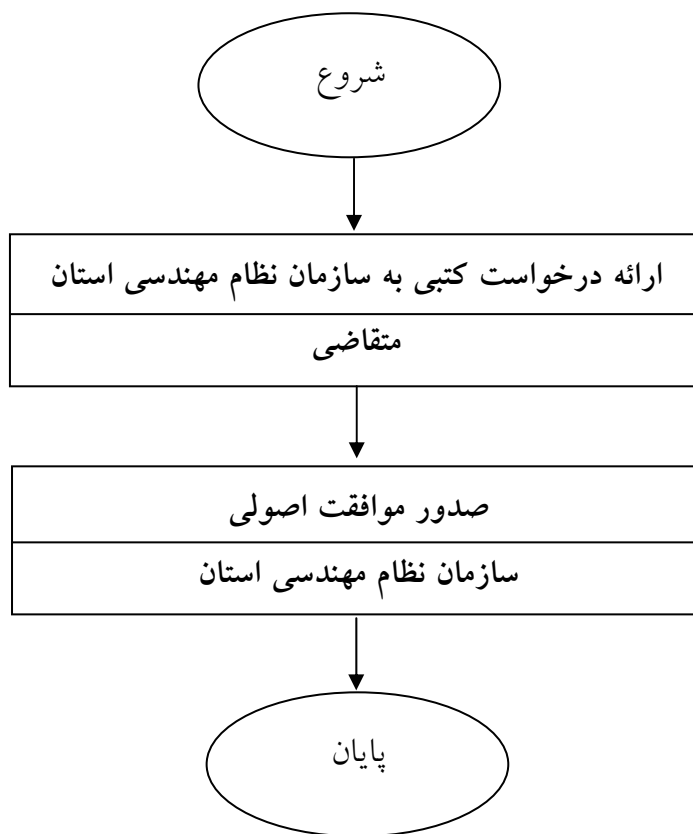 شروع
ارائه درخواست کتبی به سازمان نظام مهندسی استان
متقاضی
صدور موافقت اصولی
سازمان نظام مهندسی استان
پایان